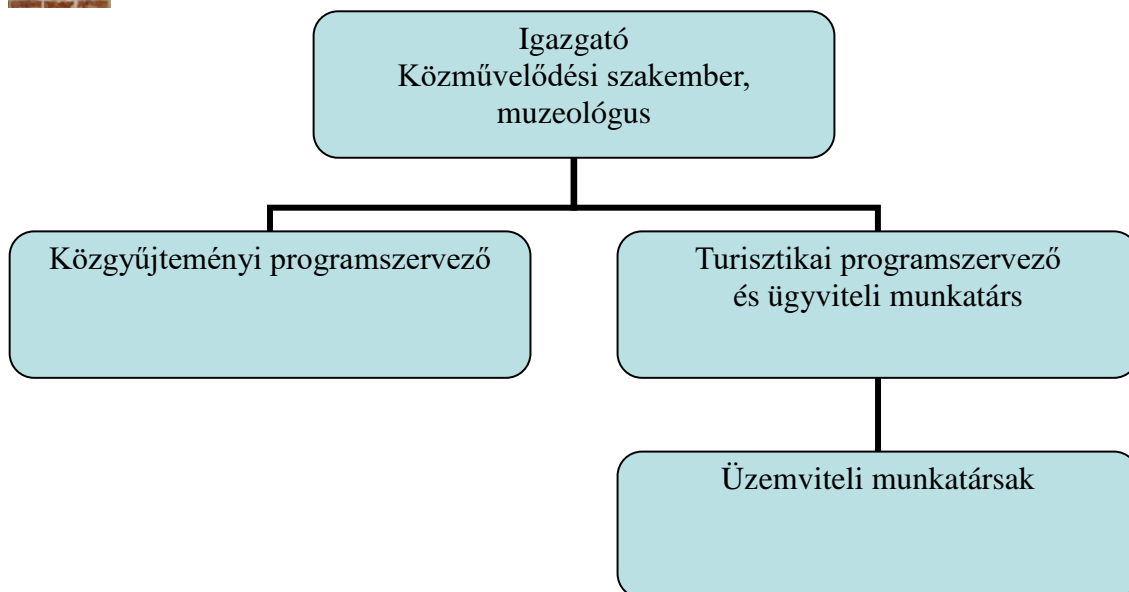 Igazgató
Közművelődési szakember,
muzeológus
Közgyűjteményi programszervező
Turisztikai programszervező
és ügyviteli munkatárs
Üzemviteli munkatársak